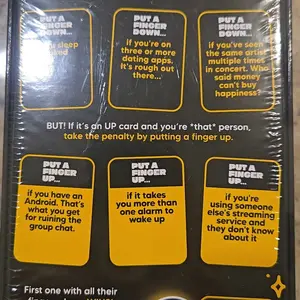 PUT A
FINGER
DOWN...
PUT A
FINGER
DOWN...
PUT A
FINGER
DOWN...
sleep
if you're on
three or more
dating apps.
It's rough out
there...
if you've seen
the same artist
multiple times
in concert. Who
said money
can't buy
happiness?
BUT! If it's an UP card and you're *that* person,
take the penalty by putting a finger up.
PUT A
FINGER
UP...
PUT A
FINGER
UP...
PUT A
FINGER
UP...
if you have an
Android. That's
what you get
for ruining the
group chat.
if it takes
you more than
one alarm to
wake up
if you're
using someone
else's streaming
service and
they don't know
about it
First one with all their